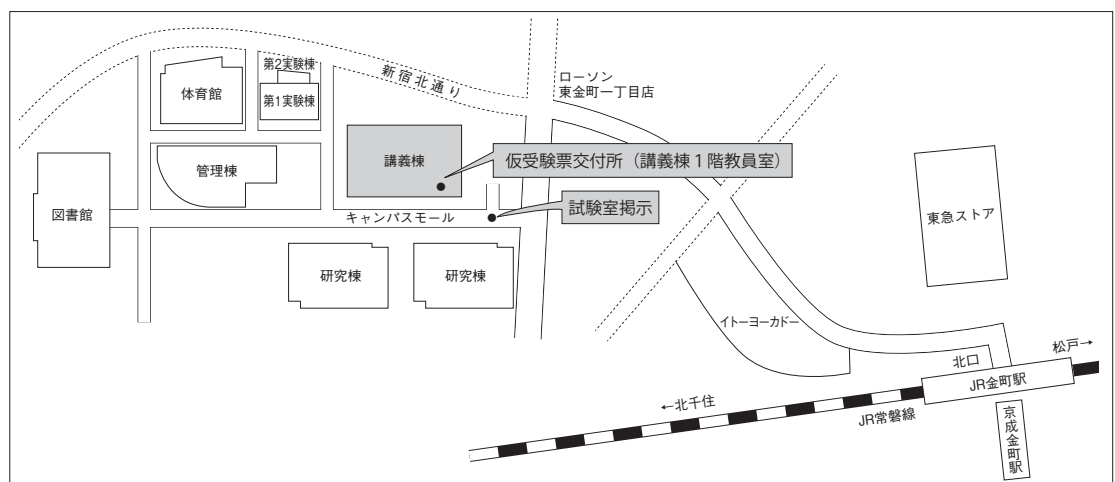 新宿北通り
ローソン
東金町一丁目店
第2実験棟
体育館
第1実験棟
講義棟
仮受験票交付所（講義棟１階教員室）
管理棟
図書館
キャンパスモール
試験室掲示
東急ストア
研究棟
研究棟
イトーヨーカドー
北口
松戸→
JR金町駅
←北千住
JR常磐線
京成金町駅